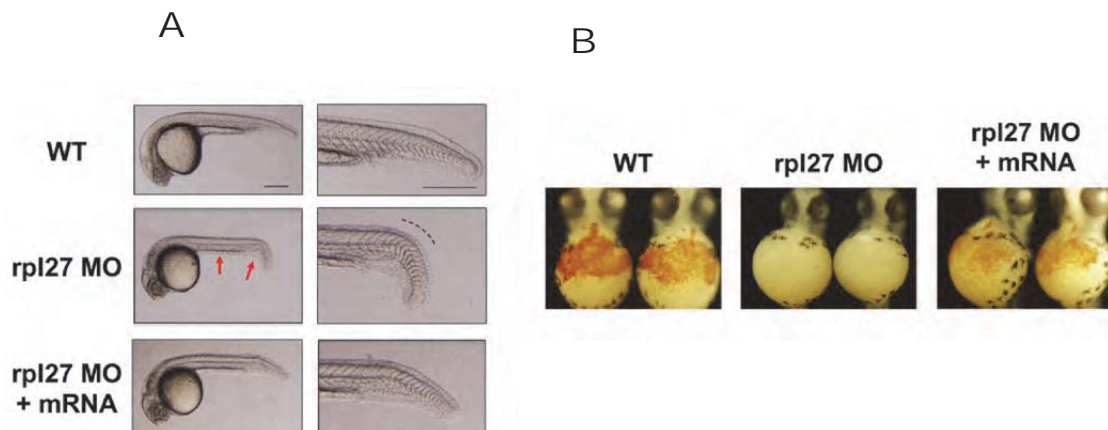 A
WT
rpl27 MO
rpl27 MO
+ mRNA
B
WT
rpl27 MO
rpl27 MO
+ mRNA